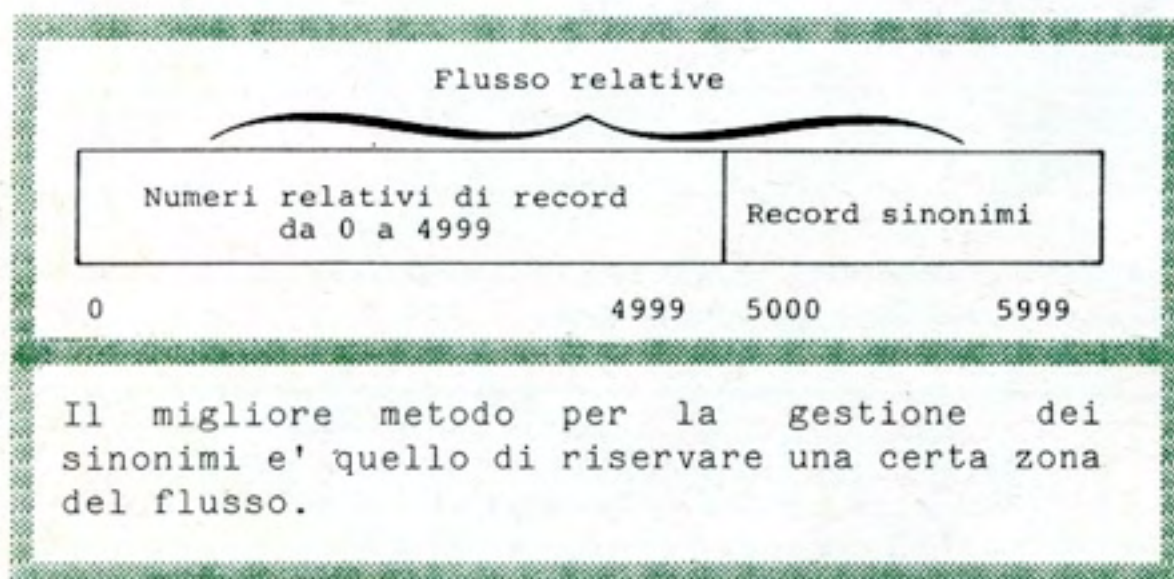 Flusso relative
Numeri relativi di record
da 0 a 4999
Record sinonimi
0 4999 5000 5999
Il migliore metodo per la gestione dei
sinonimi e' quello di riservare una certa zona
del flusso.